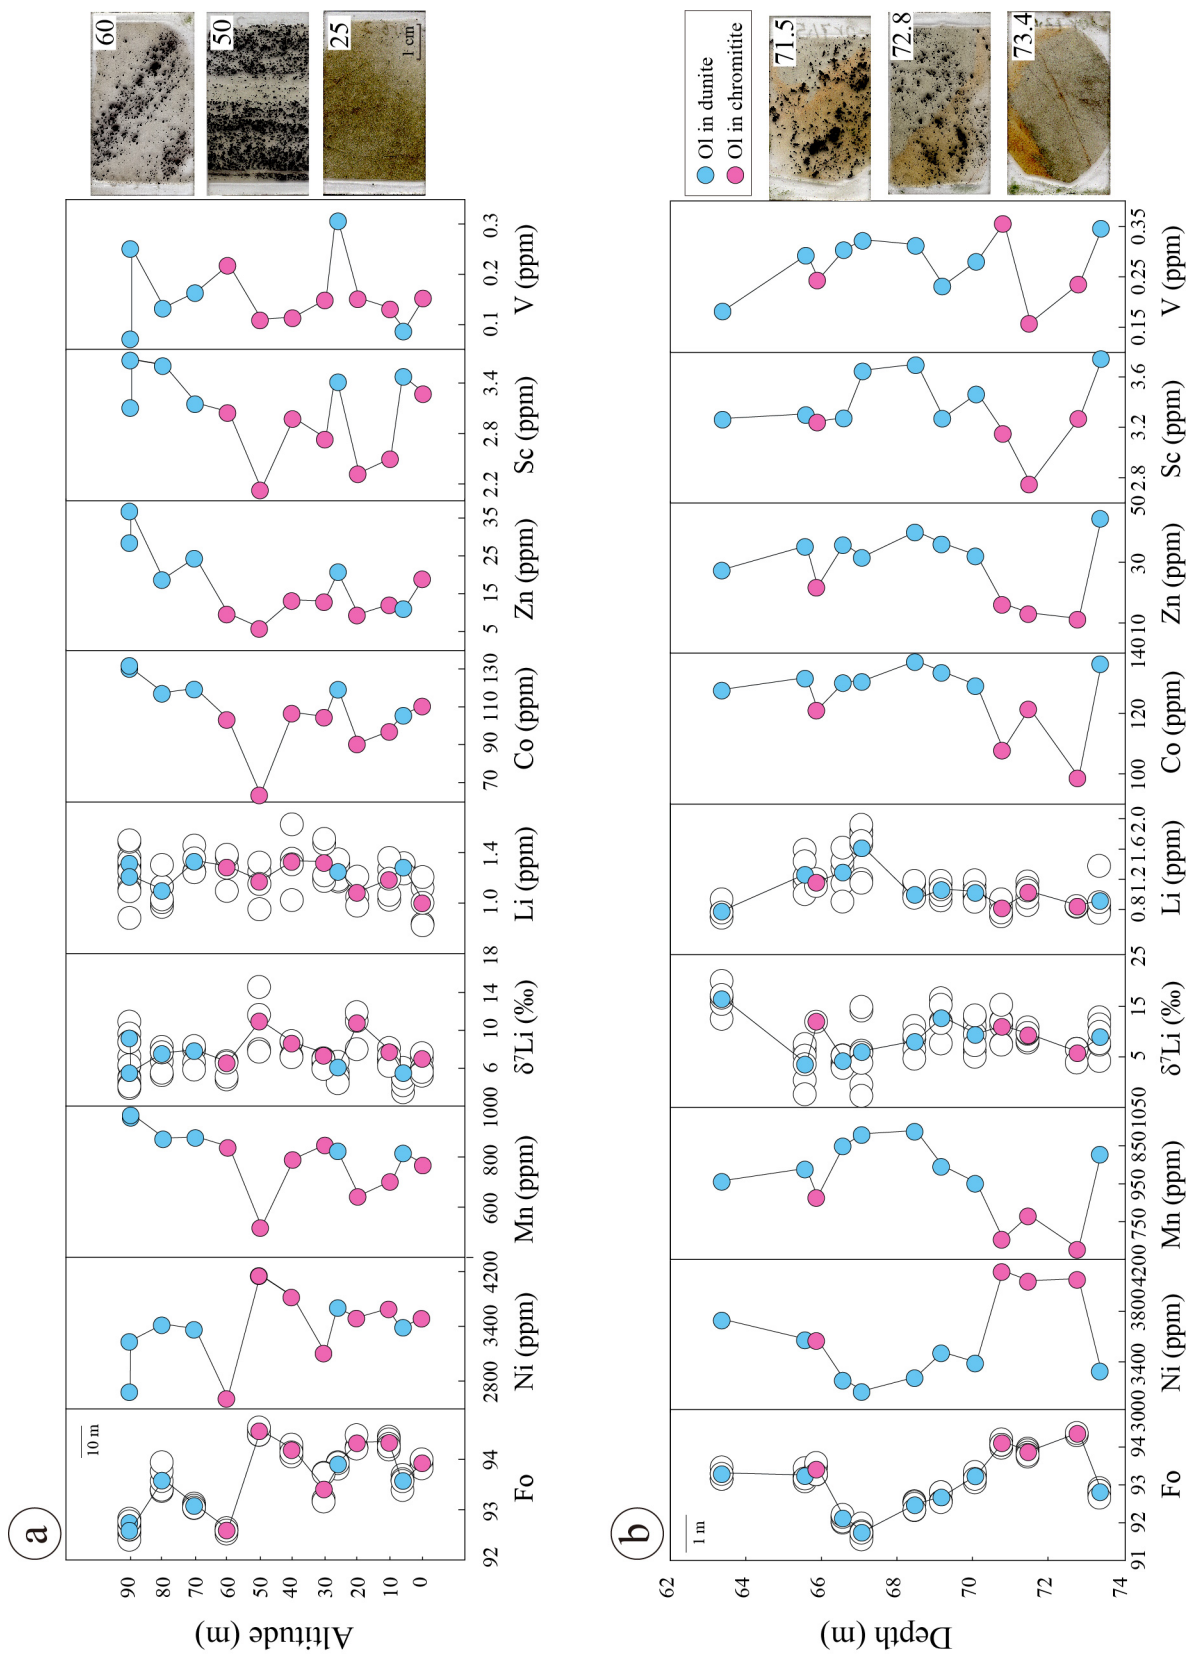 a
10 m
60
50
25
1 cm
Altitude (m)
90
80
70
60
50
40
30
20
10
0
92 93 94 2800 3400 4200 600 800 1000 6 10 14 18 1.0 1.4 70 90 110 130 5 15 25 35 2.2 2.8 3.4 0.1 0.2 0.3
Fo Ni (ppm) Mn (ppm) δ⁷Li (‰) Li (ppm) Co (ppm) Zn (ppm) Sc (ppm) V (ppm)
b
1 m
Ol in dunite
Ol in chromitite
71.5
72.8
73.4
Depth (m)
62
64
66
68
70
72
74
91 92 93 94 3000 3400 3800 4200 750 950 850 1050 5 15 25 0.8 1.2 1.6 2.0 100 120 140 10 30 50 2.8 3.2 3.6 0.15 0.25 0.35
Fo Ni (ppm) Mn (ppm) δ⁷Li (‰) Li (ppm) Co (ppm) Zn (ppm) Sc (ppm) V (ppm)